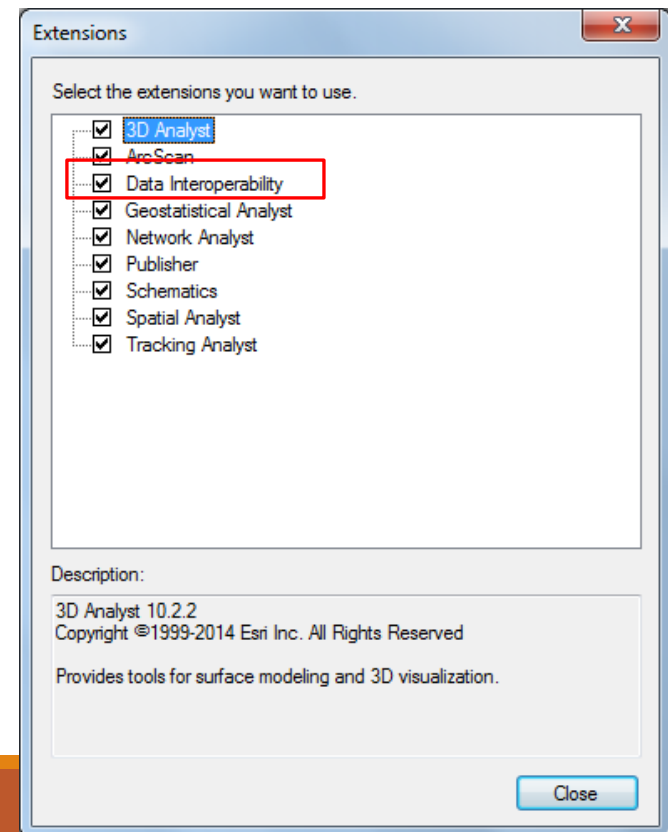 Extensions
Select the extensions you want to use.
3D Analyst
ArcScan
Data Interoperability
Geostatistical Analyst
Network Analyst
Publisher
Schematics
Spatial Analyst
Tracking Analyst
Description:
3D Analyst 10.2.2
Copyright ©1999-2014 Esri Inc. All Rights Reserved
Provides tools for surface modeling and 3D visualization.
Close